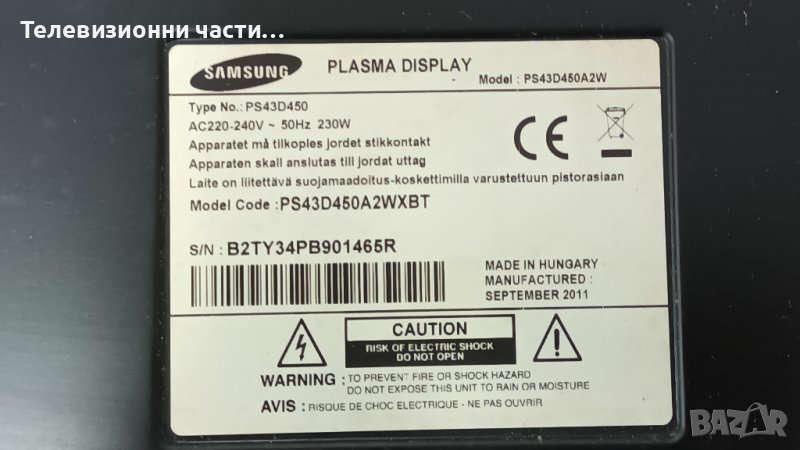 Телевизионни части…
SAMSUNG
PLASMA DISPLAY
Model : PS43D450A2W
Type No.: PS43D450
AC220-240V ~ 50Hz 230W
Apparatet må tilkoples jordet stikkontakt
Apparaten skall anslutas till jordat uttag
Laite on liitettävä suojamaadoitus-koskettimilla varustettuun pistorasiaan
Model Code : PS43D450A2WXBT
S/N : B2TY34PB901465R
MADE IN HUNGARY
MANUFACTURED :
SEPTEMBER 2011
CE
CAUTION
RISK OF ELECTRIC SHOCK
DO NOT OPEN
WARNING : TO PREVENT FIRE OR SHOCK HAZARD
DO NOT EXPOSE THIS UNIT TO RAIN OR MOISTURE
AVIS : RISQUE DE CHOC ELECTRIQUE - NE PAS OUVRIR
BAZAR